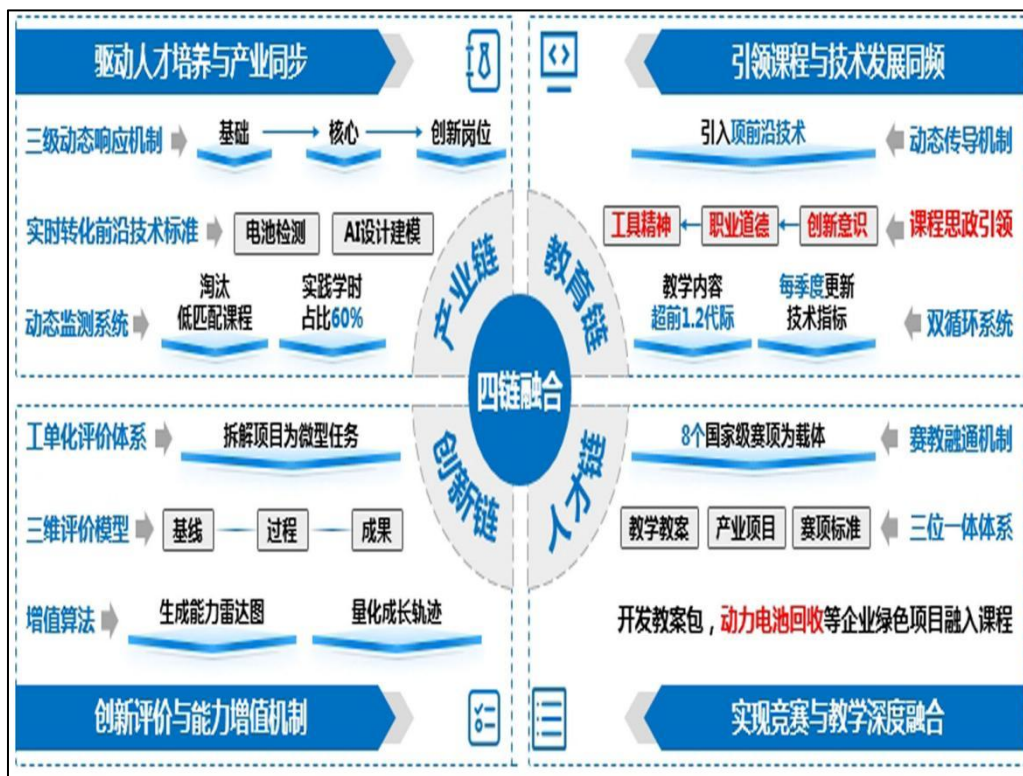 驱动人才培养与产业同步
三级动态响应机制 基础 核心 创新岗位
实时转化前沿技术标准 电池检测 AI设计建模
动态监测系统
淘汰
低匹配课程
实践学时
占比60%
引领课程与技术发展同频
引入顶前沿技术 动态传导机制
工具精神 职业道德 创新意识 课程思政引领
教学内容
超前1.2代际
每季度更新
技术指标
双循环系统
产业链
教育链
四链融合
创新链
人才链
工单化评价体系 拆解项目为微型任务
三维评价模型 基线 过程 成果
增值算法 生成能力雷达图 量化成长轨迹
创新评价与能力增值机制
8个国家级赛项为载体 赛教融通机制
教学教案 产业项目 赛项标准 三位一体体系
开发教案包，动力电池回收等企业绿色项目融入课程
实现竞赛与教学深度融合